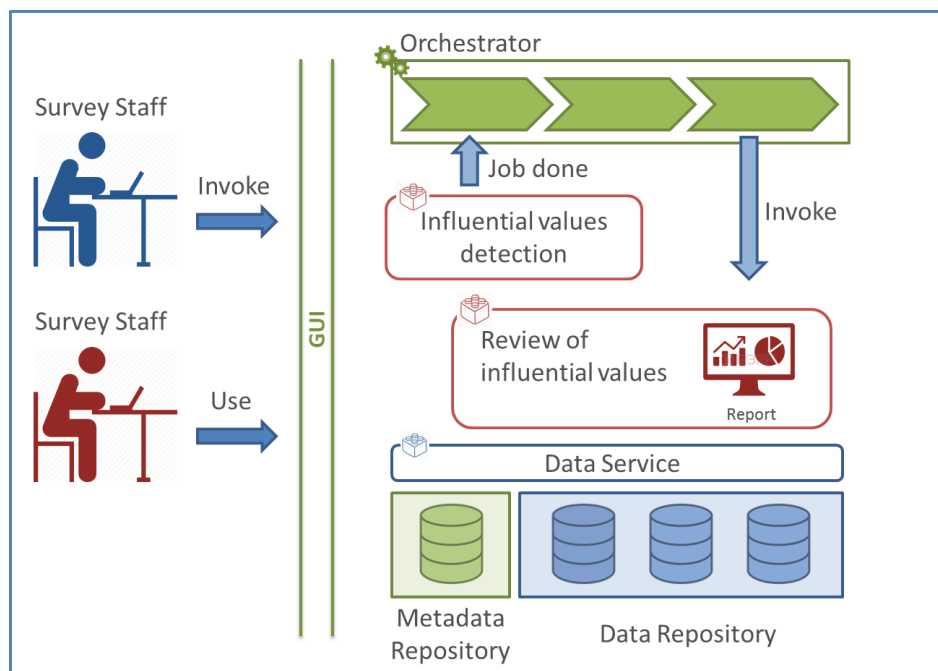 Orchestrator
Survey Staff
Invoke
Job done
Influential values
detection
Invoke
Survey Staff
Use
GUI
Review of
influential values
Report
Data Service
Metadata
Repository
Data Repository